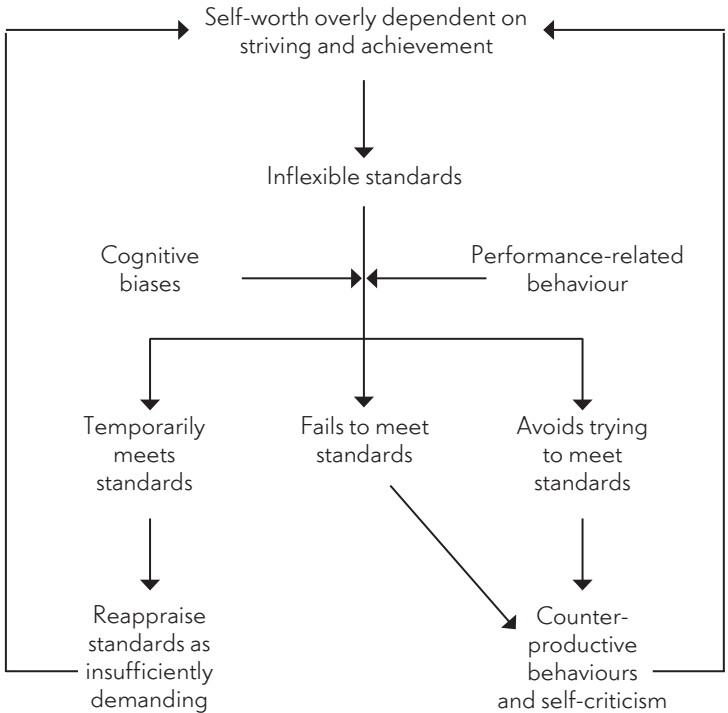 Self-worth overly dependent on
striving and achievement
Inflexible standards
Cognitive
biases
Performance-related
behaviour
Temporarily
meets
standards
Fails to meet
standards
Avoids trying
to meet
standards
Reappraise
standards as
insufficiently
demanding
Counter-
productive
behaviours
and self-criticism